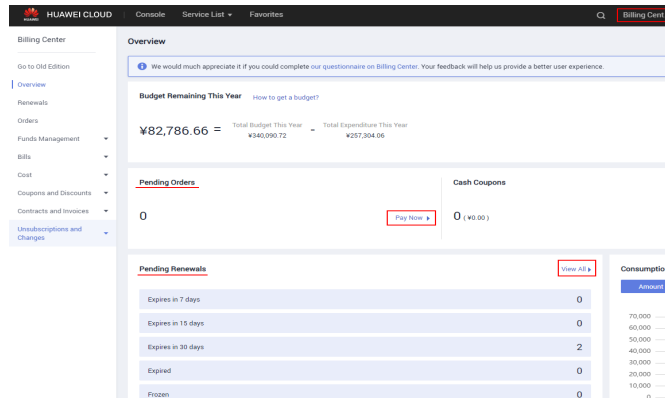 HUAWEI
HUAWEI CLOUD
Console
Service List
Favorites
Billing Cent
Billing Center
Go to Old Edition
Overview
Renewals
Orders
Funds Management
Bills
Cost
Coupons and Discounts
Contracts and Invoices
Unsubscriptions and
Changes
Overview
We would much appreciate it if you could complete our questionnaire on Billing Center. Your feedback will help us provide a better user experience.
Budget Remaining This Year How to get a budget?
¥82,786.66 = Total Budget This Year - Total Expenditure This Year
¥340,090.72 ¥257,304.06
Pending Orders
0
Pay Now
Cash Coupons
0 ( ¥0.00 )
Pending Renewals
View All
Expires in 7 days 0
Expires in 15 days 0
Expires in 30 days 2
Expired 0
Frozen 0
Consumptio
Amount
70,000
60,000
50,000
40,000
30,000
20,000
10,000
0